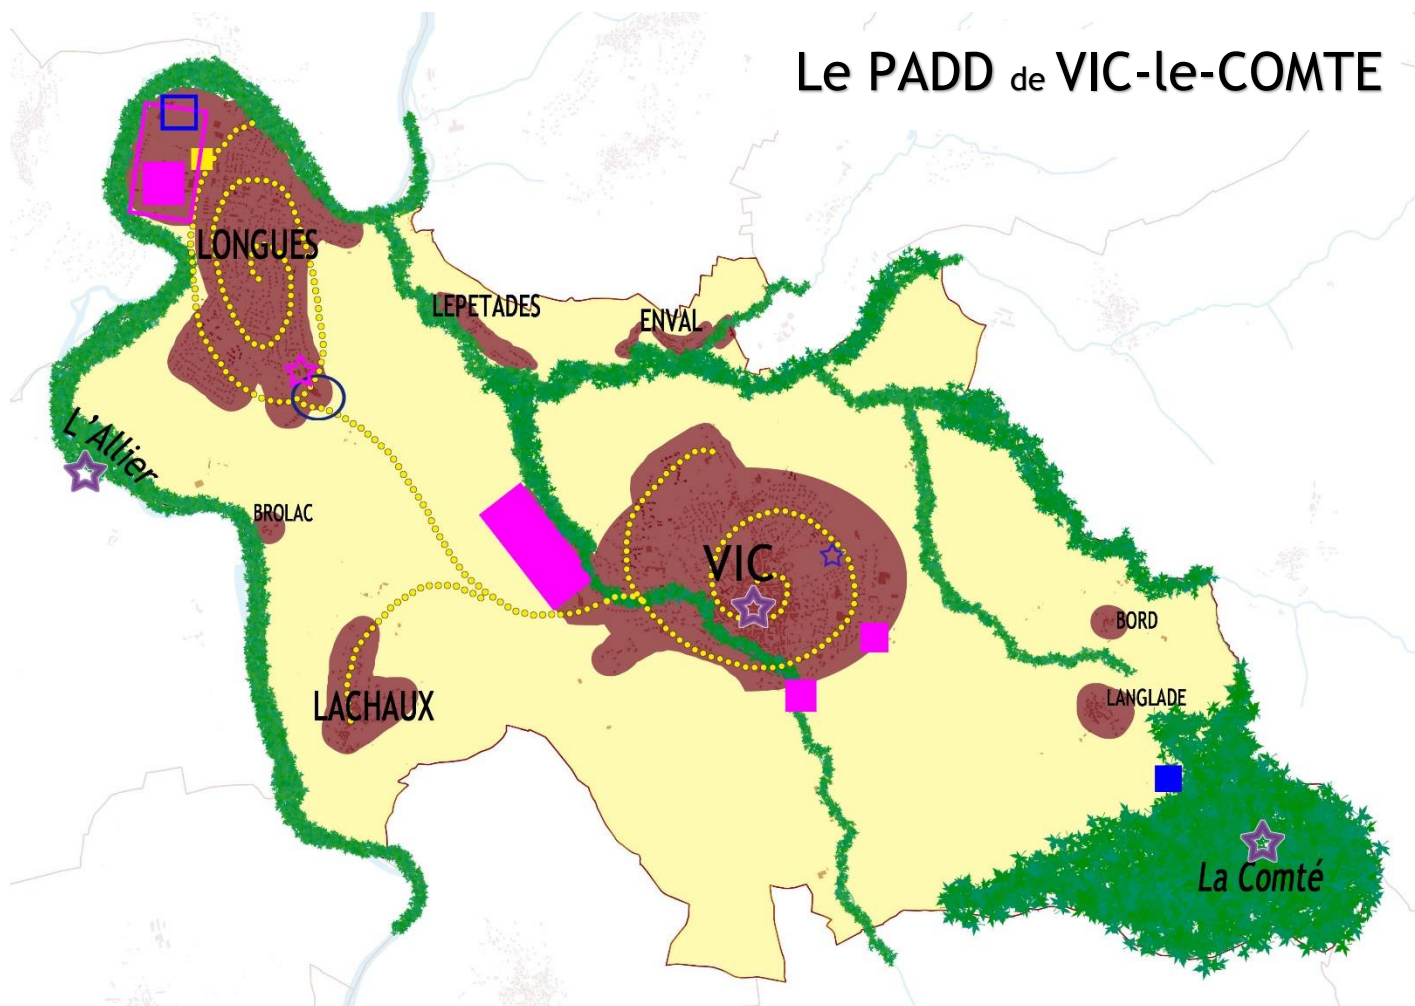 Le PADD de VIC-le-COMTE
LONGUES
LEPETADES
ENVAL
L'Allier
BROLAC
VIC
BORD
LANGLADE
LACHAUX
La Comté